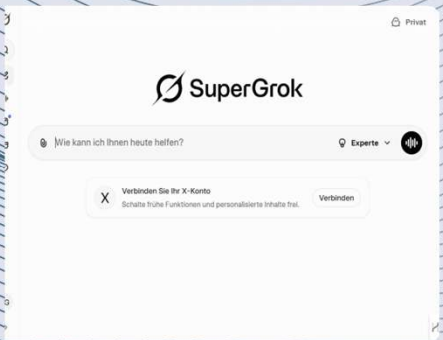 Privat
SuperGrok
Wie kann ich Ihnen heute helfen?
Experte
Verbinden Sie Ihr X-Konto
Schalte frühe Funktionen und personalisierte Inhalte frei.
Verbinden